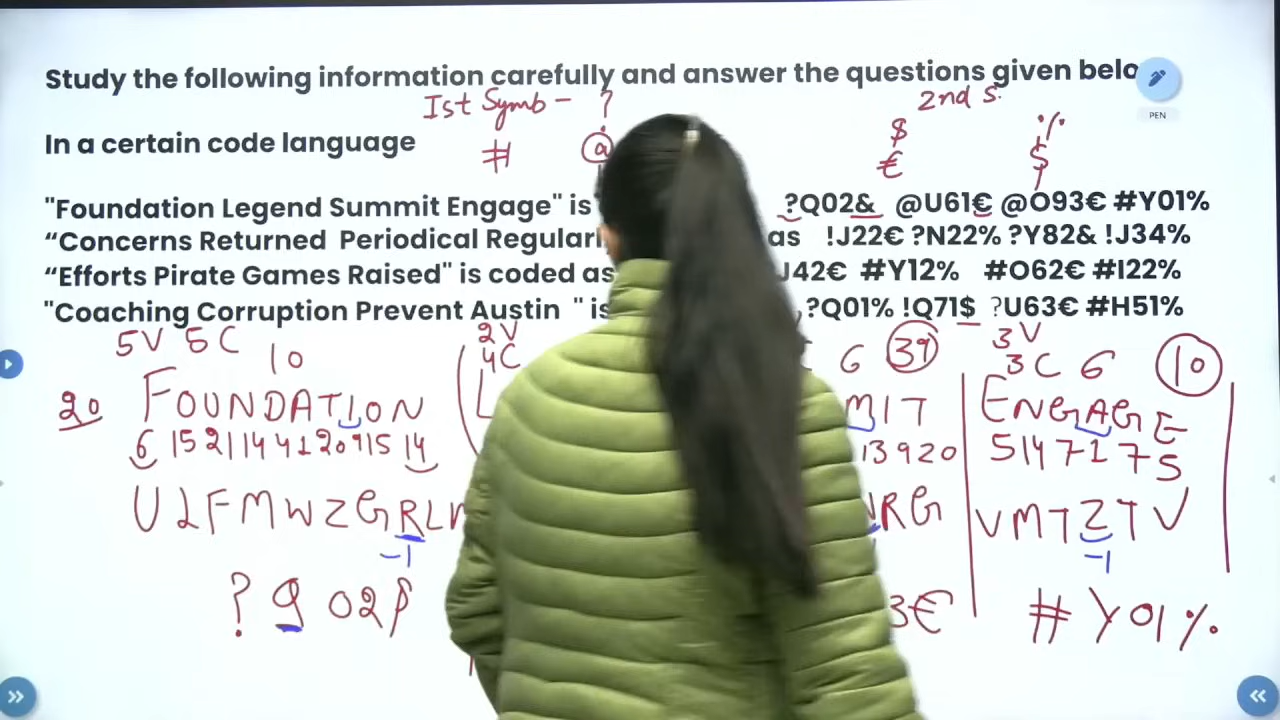 Study the following information carefully and answer the questions given belo
PEN
Ist Symb - ?
2nd S.
# @
$ %
€ $
In a certain code language
"Foundation Legend Summit Engage" is ?Q02& @U61€ @O93€ #Y01%
“Concerns Returned Periodical Regular as !J22€ ?N22% ?Y82& !J34%
“Efforts Pirate Games Raised" is coded as J42€ #Y12% #O62€ #I22%
"Coaching Corruption Prevent Austin " is ?Q01% !Q71$ ?U63€ #H51%
5V 5C 10
2V
4C
6 39
3V
3C 6 10
20 FOUNDATION L MIT ENGAGE
6 15 21 14 4 1 20 9 15 14 13 9 20 5 14 7 1 7 5
ULFMWZGRL RG VMTZTV
-1 -1
? Q 02 3€ #Y01%